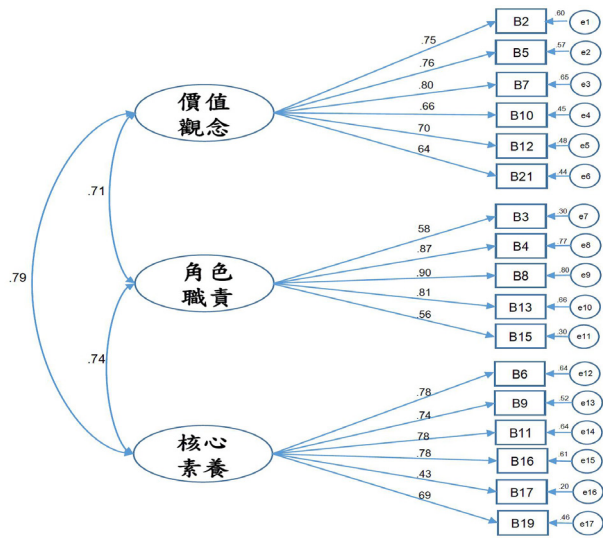 價值
觀念
角色
職責
核心
素養
.79
.71
.74
.75
.76
.80
.66
70
64
58
.87
.90
.81
.56
.78
.74
78
.78
.43
.69
B2
.60
e1
B5
.57
e2
B7
.65
e3
B10
.45
e4
B12
.48
e5
B21
.44
e6
B3
.30
e7
B4
.77
e8
B8
.80
e9
B13
.66
e10
B15
.30
e11
B6
.64
e12
B9
.52
e13
B11
.64
e14
B16
.61
e15
B17
.20
e16
B19
.46
e17